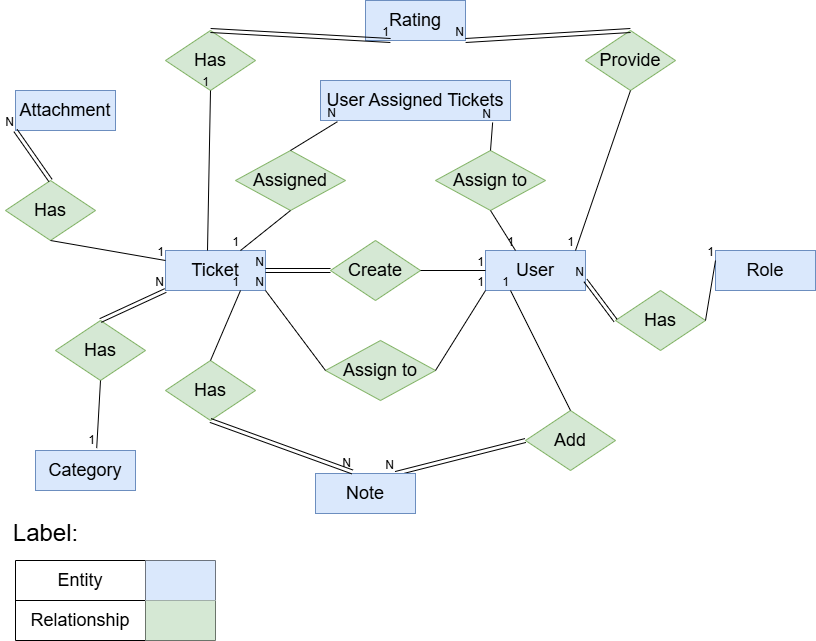 Rating
1
N
Has
1
Provide
Attachment
N
User Assigned Tickets
N
N
Assigned
Assign to
Has
1
1
1
1
Ticket
N
Create
1
User
N
1
Role
N
1
N
1
1
Has
Has
Assign to
Has
Add
1
Category
N
N
Note
Label:
Entity
Relationship